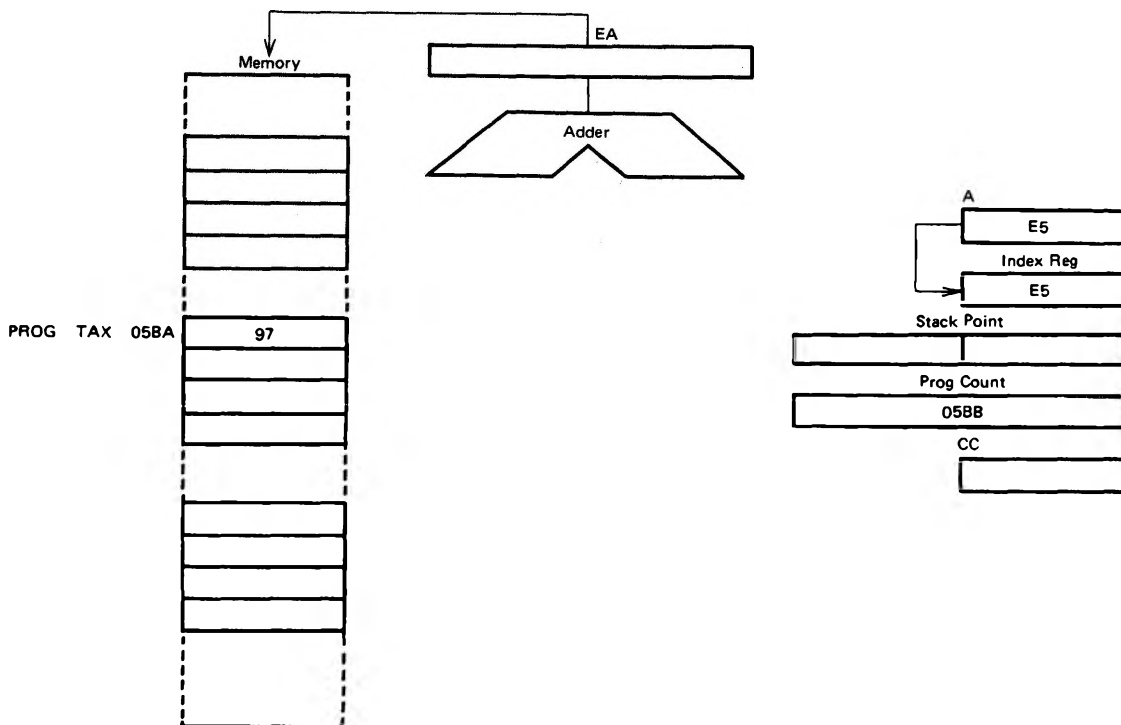 EA
Memory
Adder
A
E5
Index Reg
E5
PROG TAX 05BA 97
Stack Point
Prog Count
05BB
CC